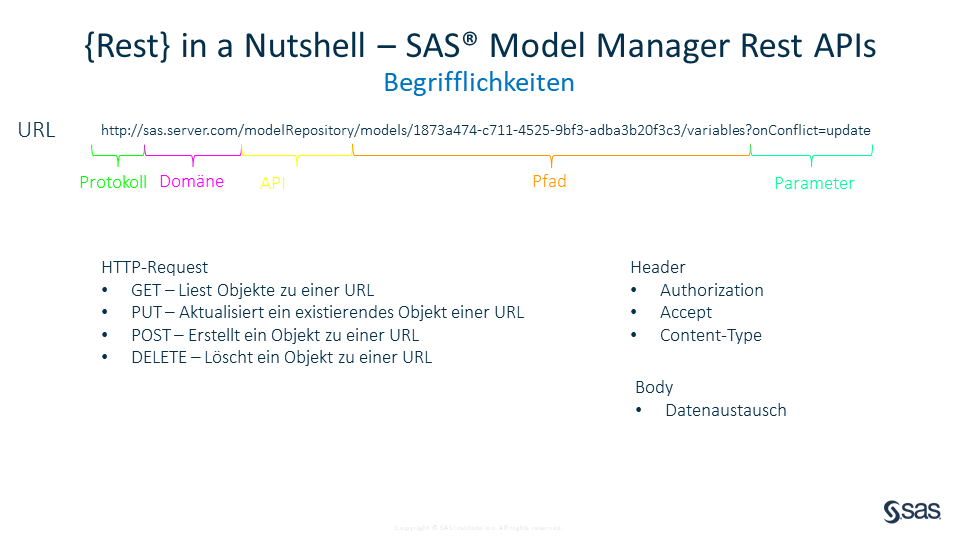 {Rest} in a Nutshell – SAS® Model Manager Rest APIs
Begrifflichkeiten
URL
http://sas.server.com/modelRepository/models/1873a474-c711-4525-9bf3-adba3b20f3c3/variables?onConflict=update
Protokoll
Domäne
API
Pfad
Parameter
HTTP-Request
• GET – Liest Objekte zu einer URL
• PUT – Aktualisiert ein existierendes Objekt einer URL
• POST – Erstellt ein Objekt zu einer URL
• DELETE – Löscht ein Objekt zu einer URL
Header
• Authorization
• Accept
• Content-Type
Body
• Datenaustausch
Copyright © SAS Institute Inc. All rights reserved.
sas